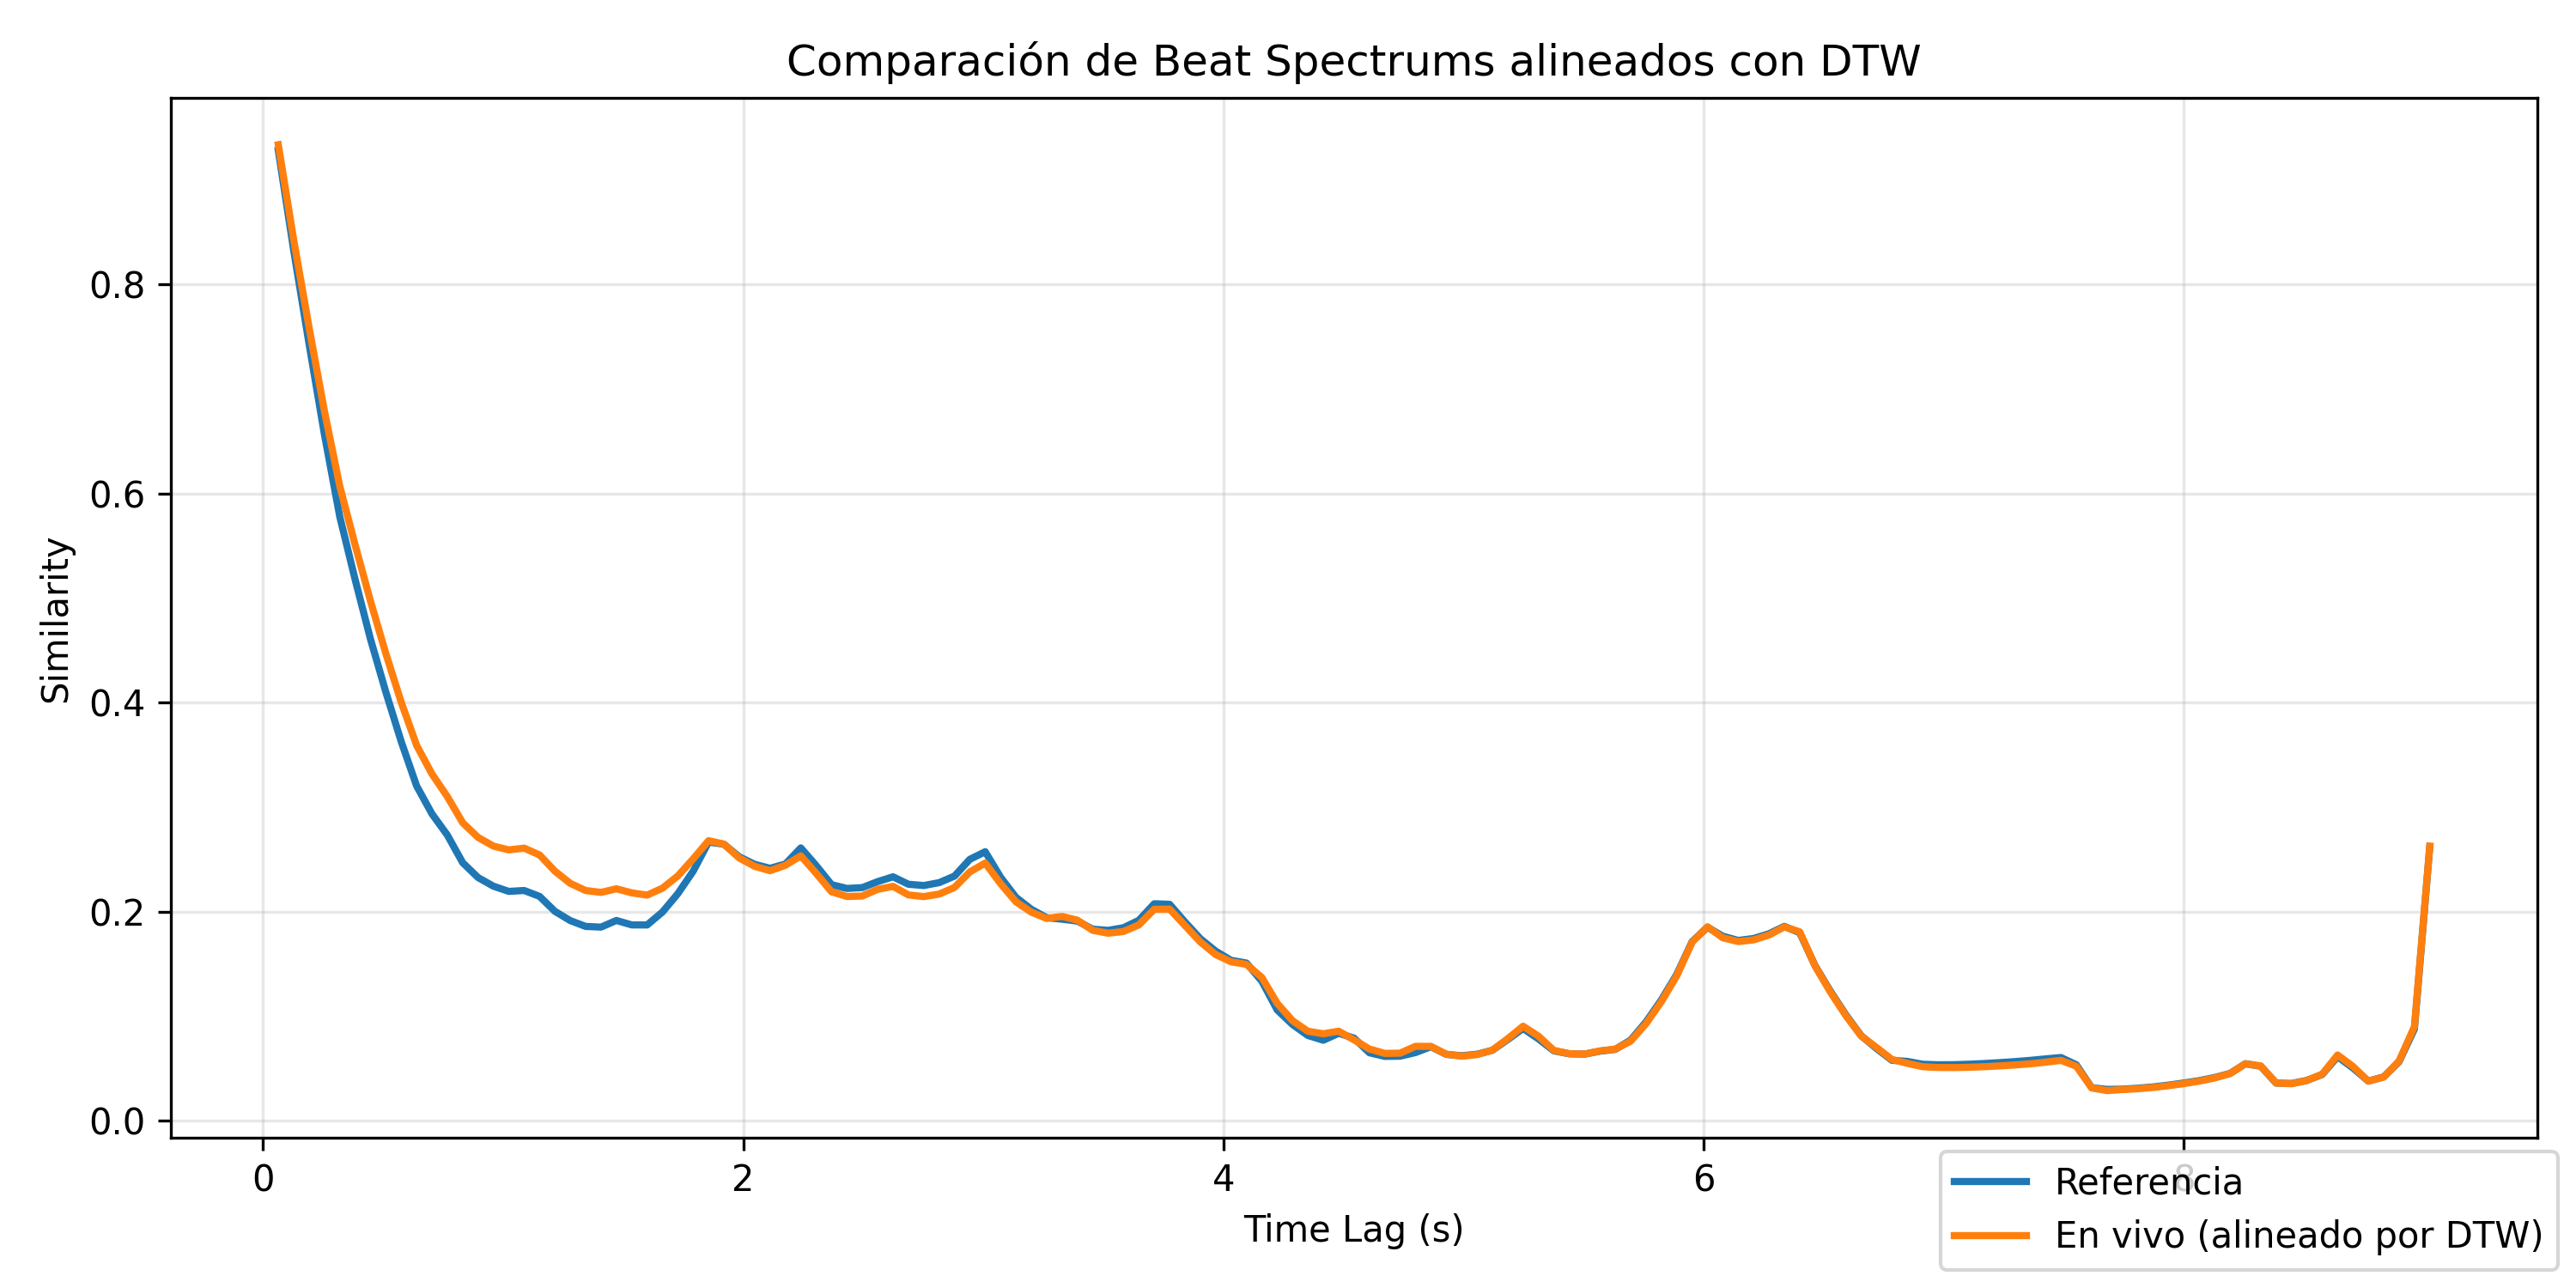 Comparación de Beat Spectrums alineados con DTW
Similarity
0.8
0.6
0.4
0.2
0.0
0 2 4 6 8
Time Lag (s)
Referencia
En vivo (alineado por DTW)